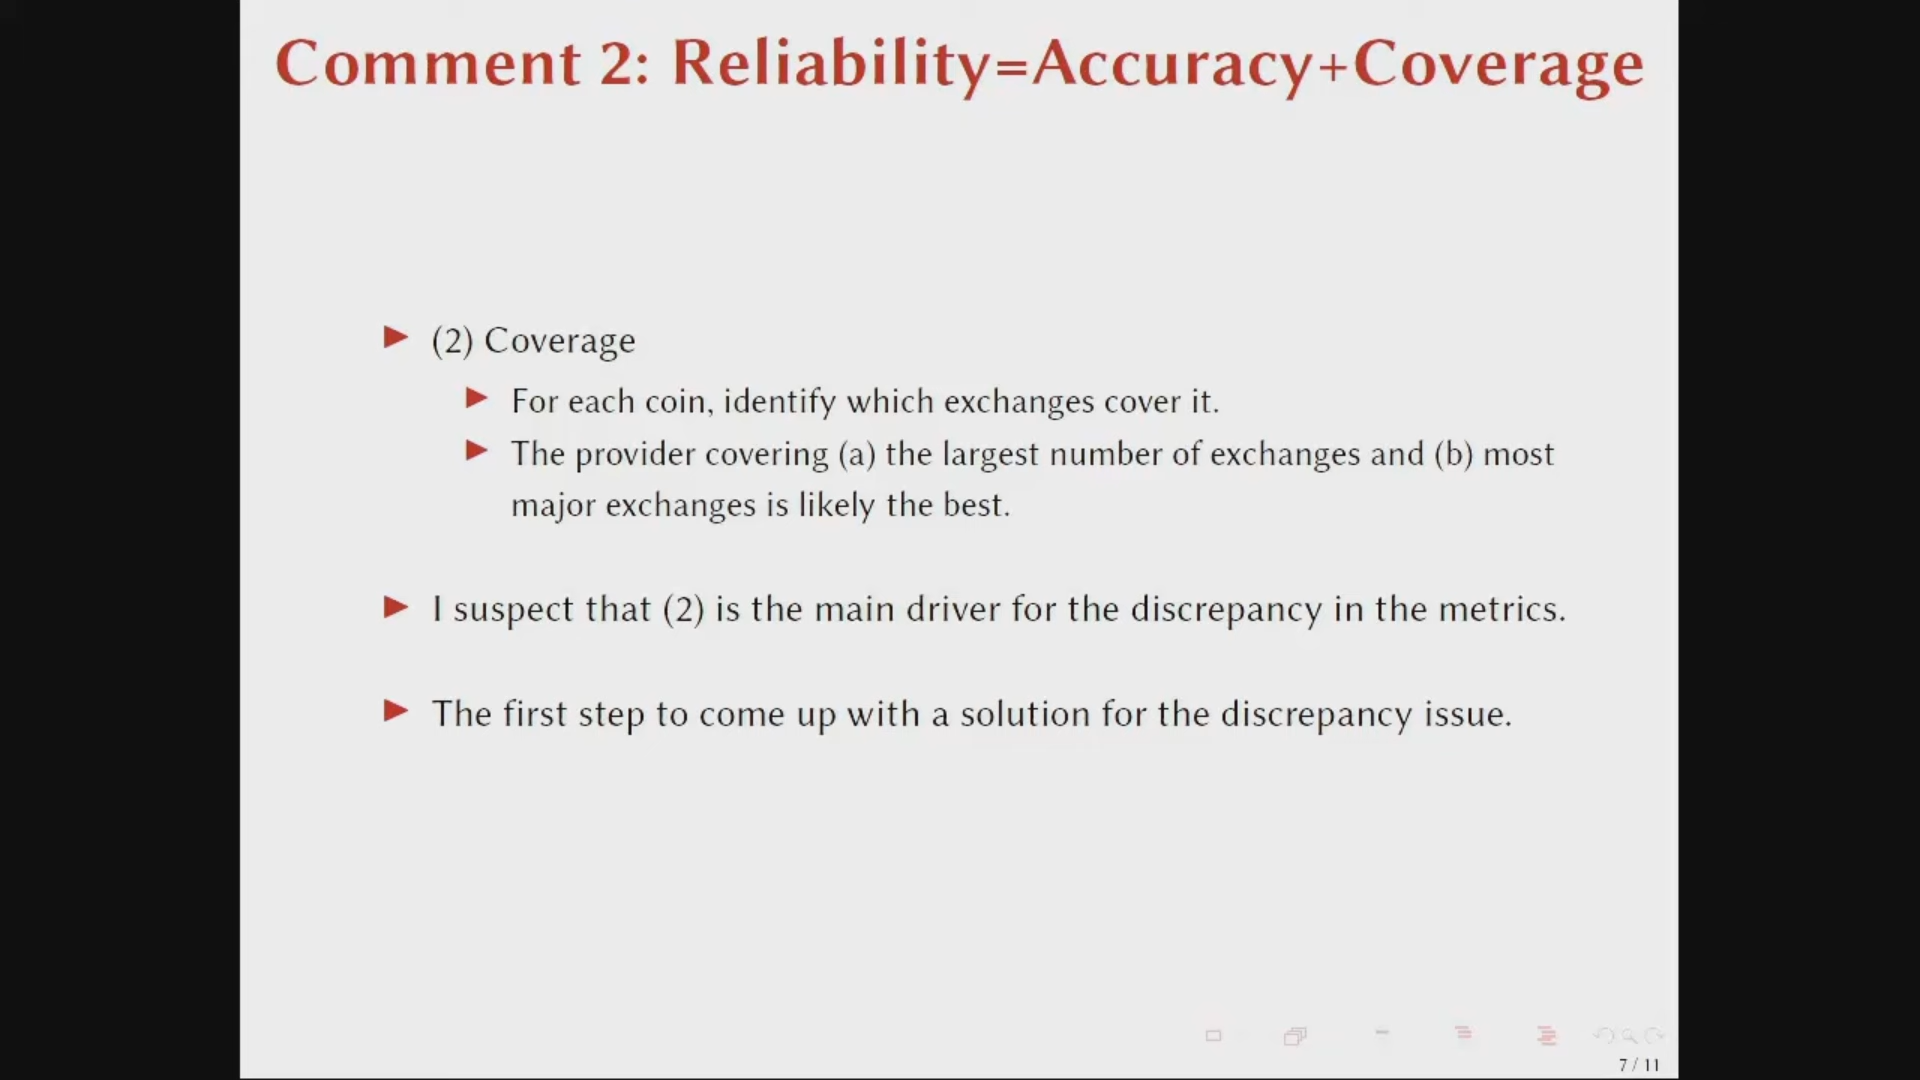 Comment 2: Reliability=Accuracy+Coverage
(2) Coverage
For each coin, identify which exchanges cover it.
The provider covering (a) the largest number of exchanges and (b) most
major exchanges is likely the best.
I suspect that (2) is the main driver for the discrepancy in the metrics.
The first step to come up with a solution for the discrepancy issue.
7 / 11